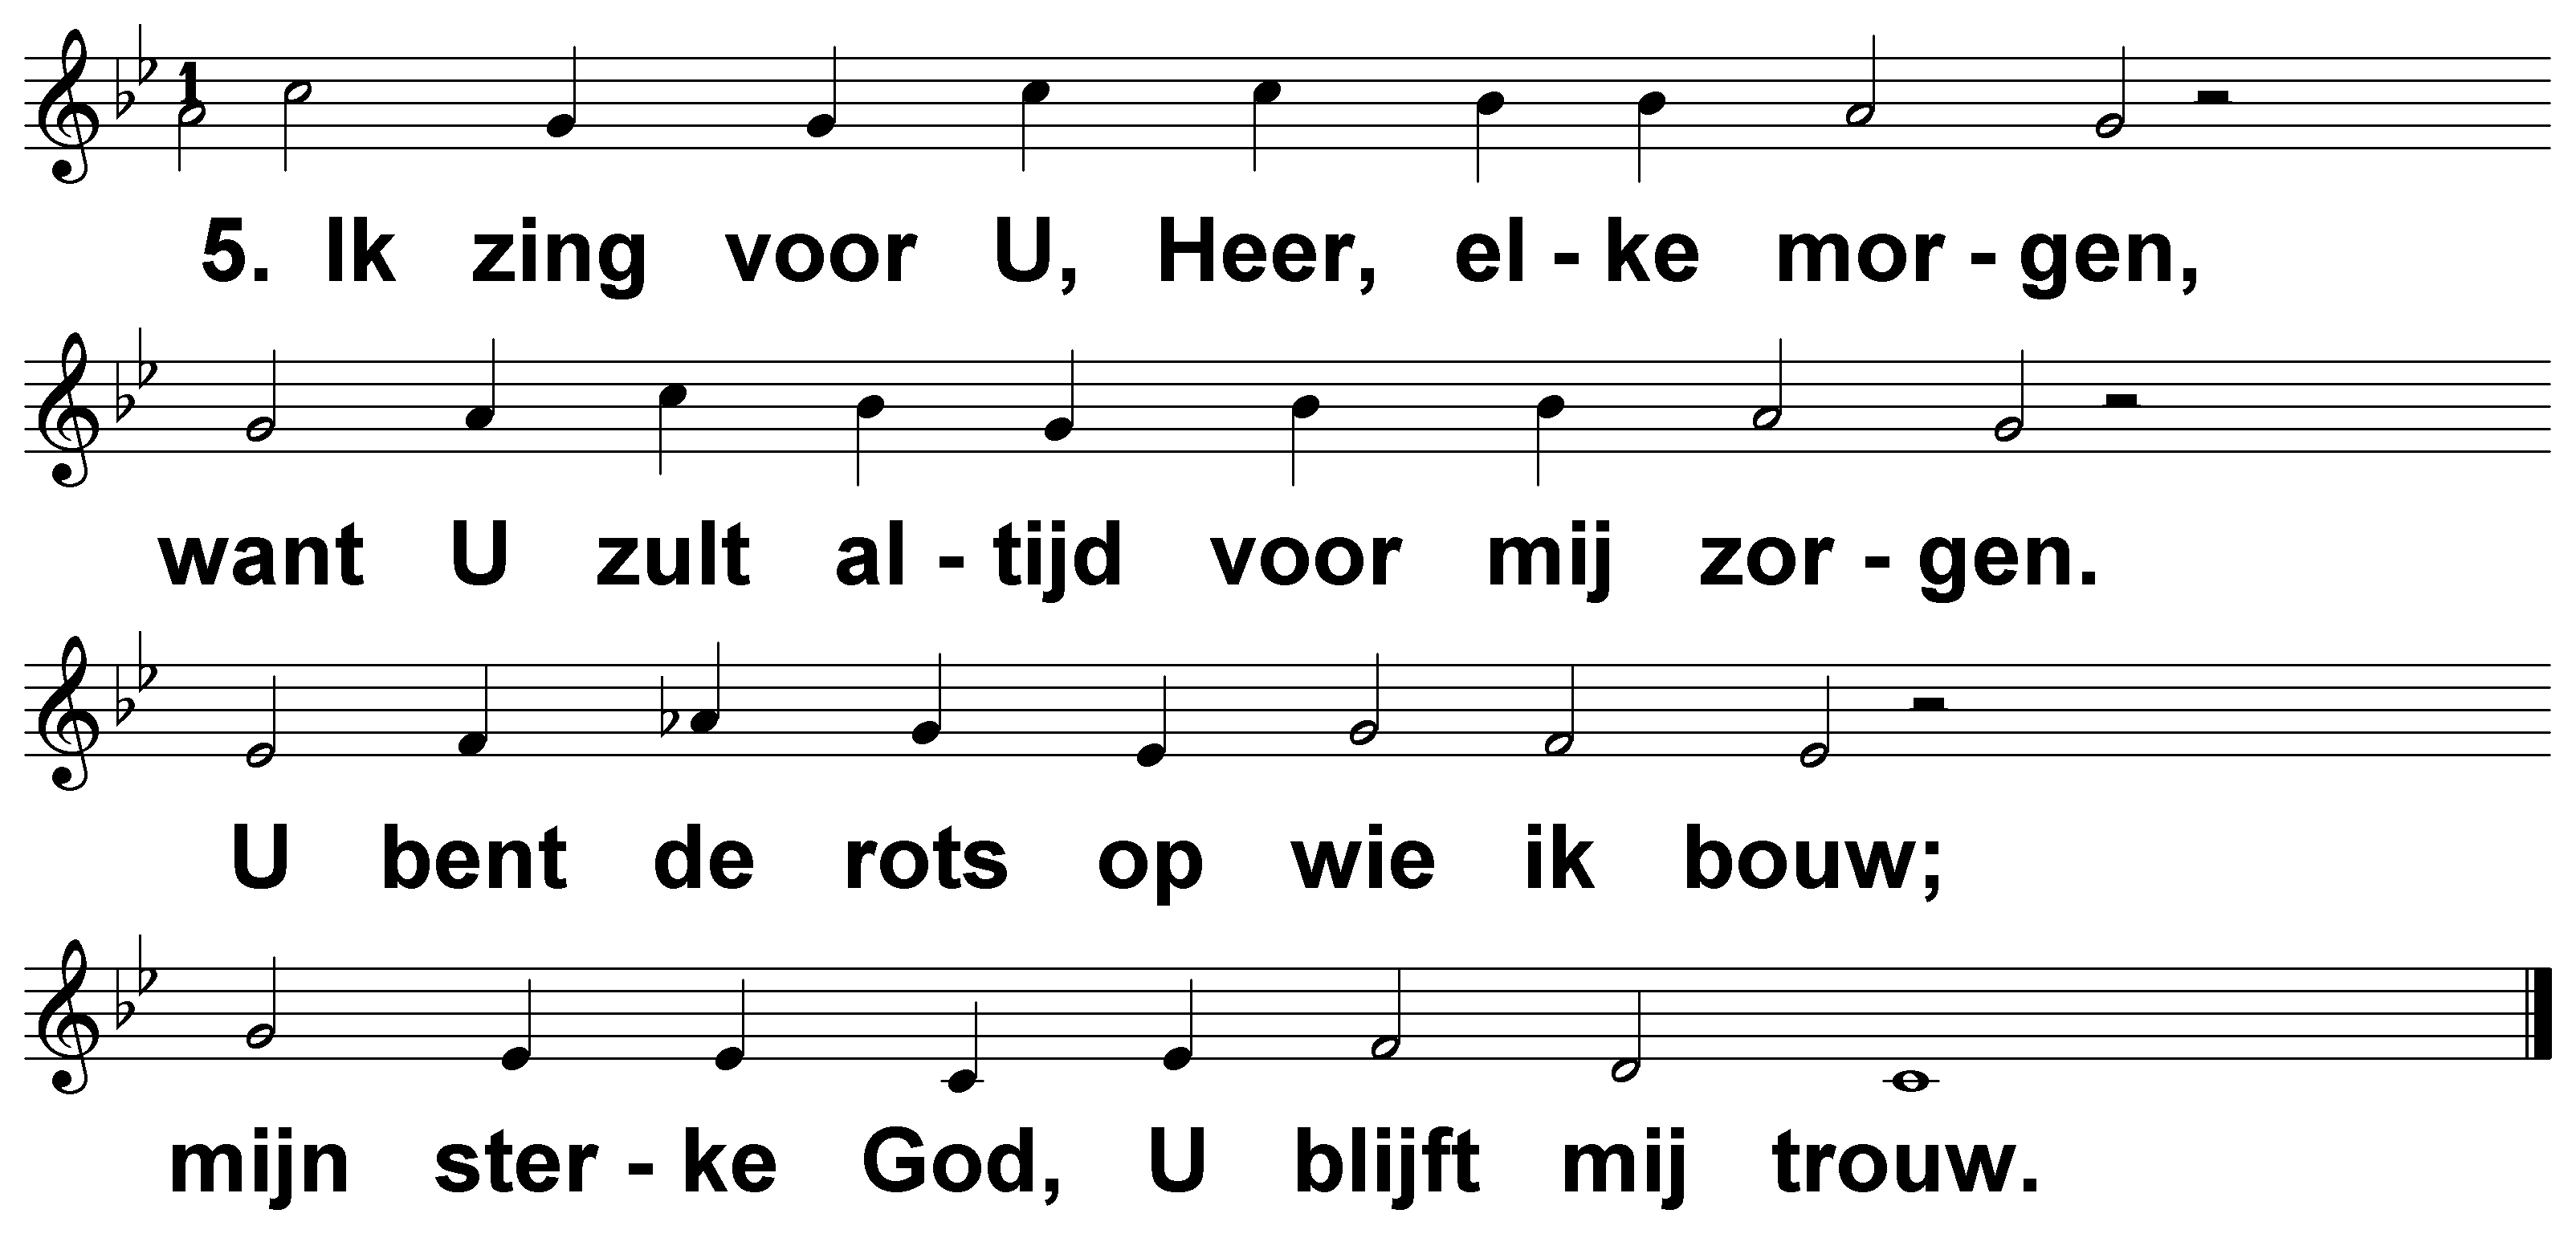 1
5. Ik zing voor U, Heer, el - ke mor - gen,
want U zult al - tijd voor mij zor - gen.
U bent de rots op wie ik bouw;
mijn ster - ke God, U blijft mij trouw.